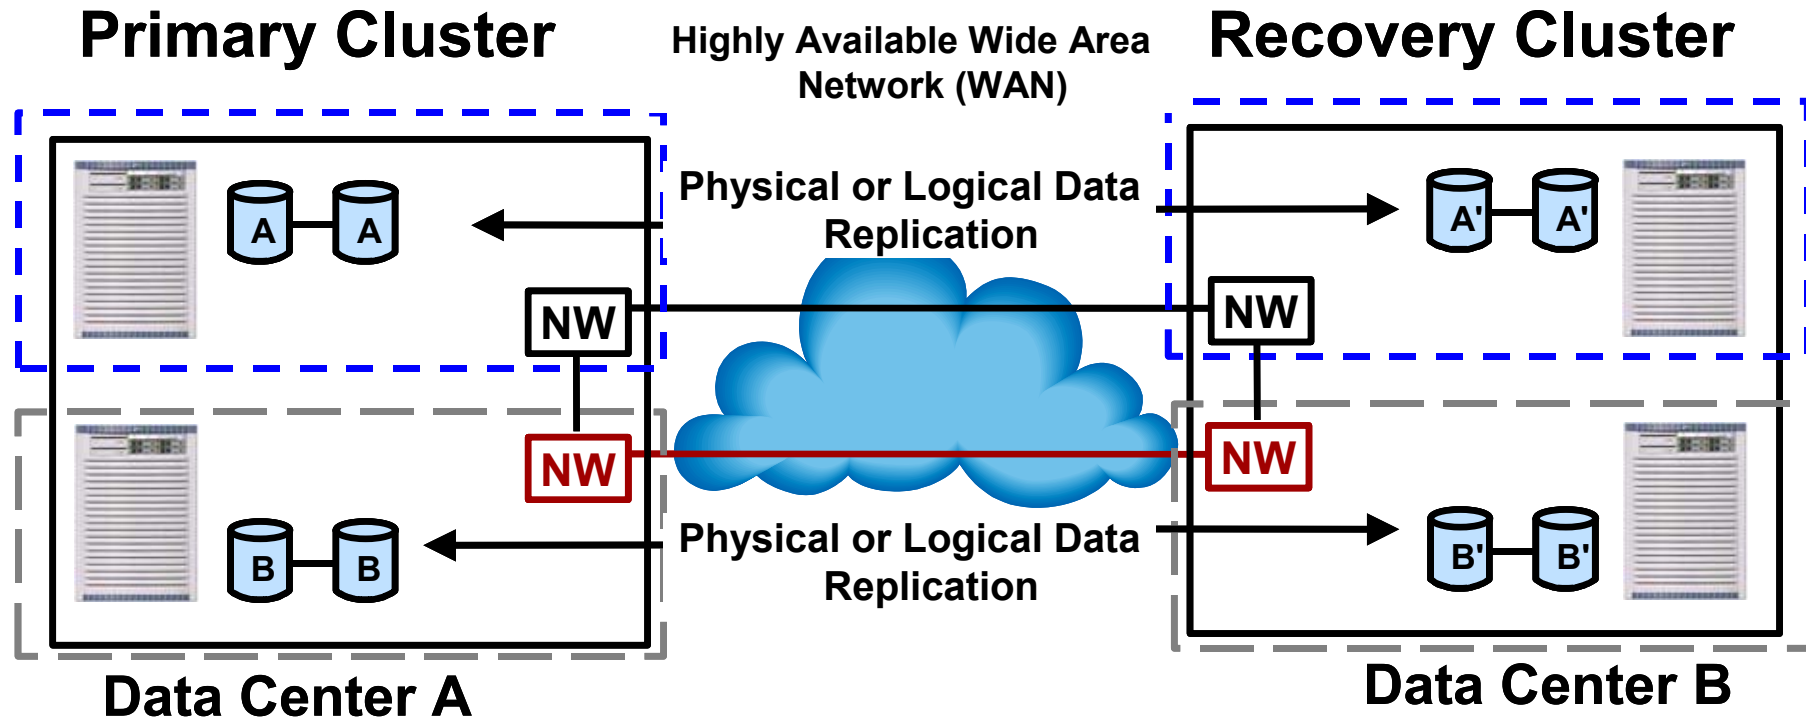 Primary Cluster
Highly Available Wide Area
Network (WAN)
Recovery Cluster
Physical or Logical Data
Replication
A
A
A'
A'
NW
NW
NW
NW
Physical or Logical Data
Replication
B
B
B'
B'
Data Center A
Data Center B